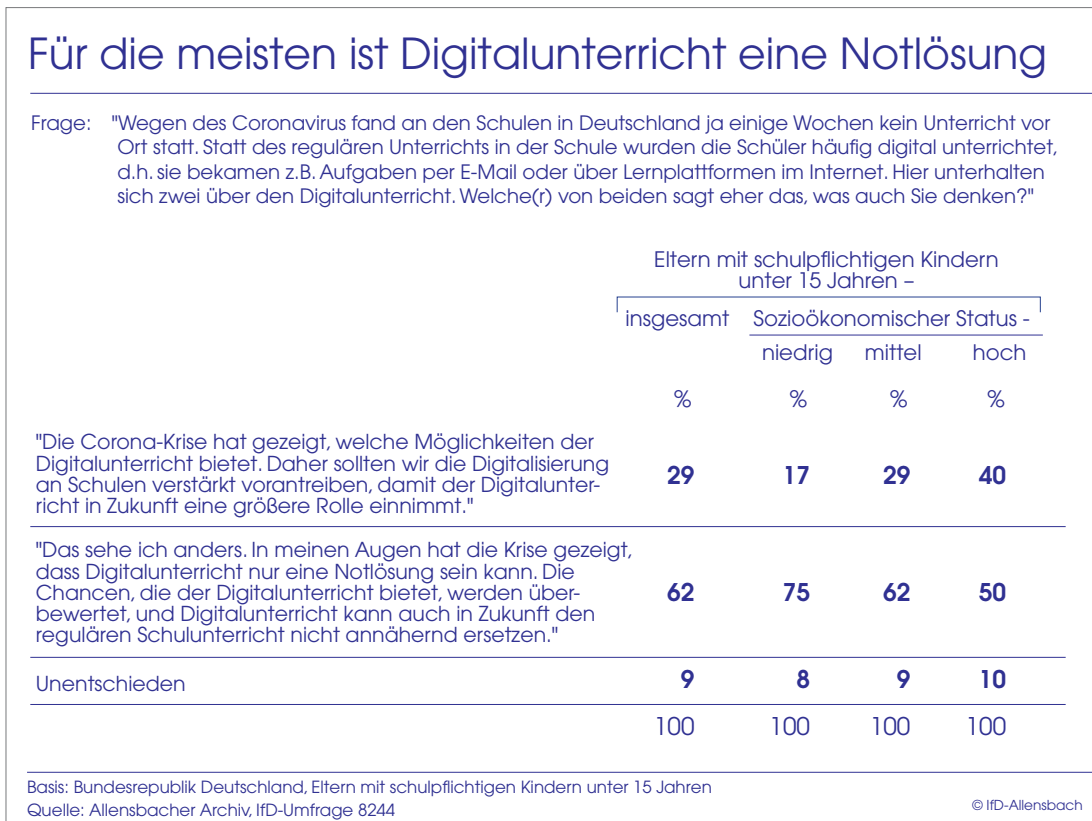 Für die meisten ist Digitalunterricht eine Notlösung
Frage: "Wegen des Coronavirus fand an den Schulen in Deutschland ja einige Wochen kein Unterricht vor
Ort statt. Statt des regulären Unterrichts in der Schule wurden die Schüler häufig digital unterrichtet,
d.h. sie bekamen z.B. Aufgaben per E-Mail oder über Lernplattformen im Internet. Hier unterhalten
sich zwei über den Digitalunterricht. Welche(r) von beiden sagt eher das, was auch Sie denken?"
Eltern mit schulpflichtigen Kindern
unter 15 Jahren –
insgesamt Sozioökonomischer Status -
niedrig mittel hoch
% % % %
"Die Corona-Krise hat gezeigt, welche Möglichkeiten der
Digitalunterricht bietet. Daher sollten wir die Digitalisierung
an Schulen verstärkt vorantreiben, damit der Digitalunter-
richt in Zukunft eine größere Rolle einnimmt."
29 17 29 40
"Das sehe ich anders. In meinen Augen hat die Krise gezeigt,
dass Digitalunterricht nur eine Notlösung sein kann. Die
Chancen, die der Digitalunterricht bietet, werden über-
bewertet, und Digitalunterricht kann auch in Zukunft den
regulären Schulunterricht nicht annähernd ersetzen."
62 75 62 50
Unentschieden 9 8 9 10
100 100 100 100
Basis: Bundesrepublik Deutschland, Eltern mit schulpflichtigen Kindern unter 15 Jahren
Quelle: Allensbacher Archiv, IfD-Umfrage 8244
© IfD-Allensbach